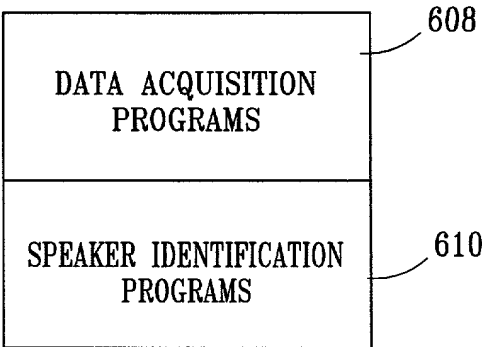 608
DATA ACQUISITION
PROGRAMS
SPEAKER IDENTIFICATION
PROGRAMS
610